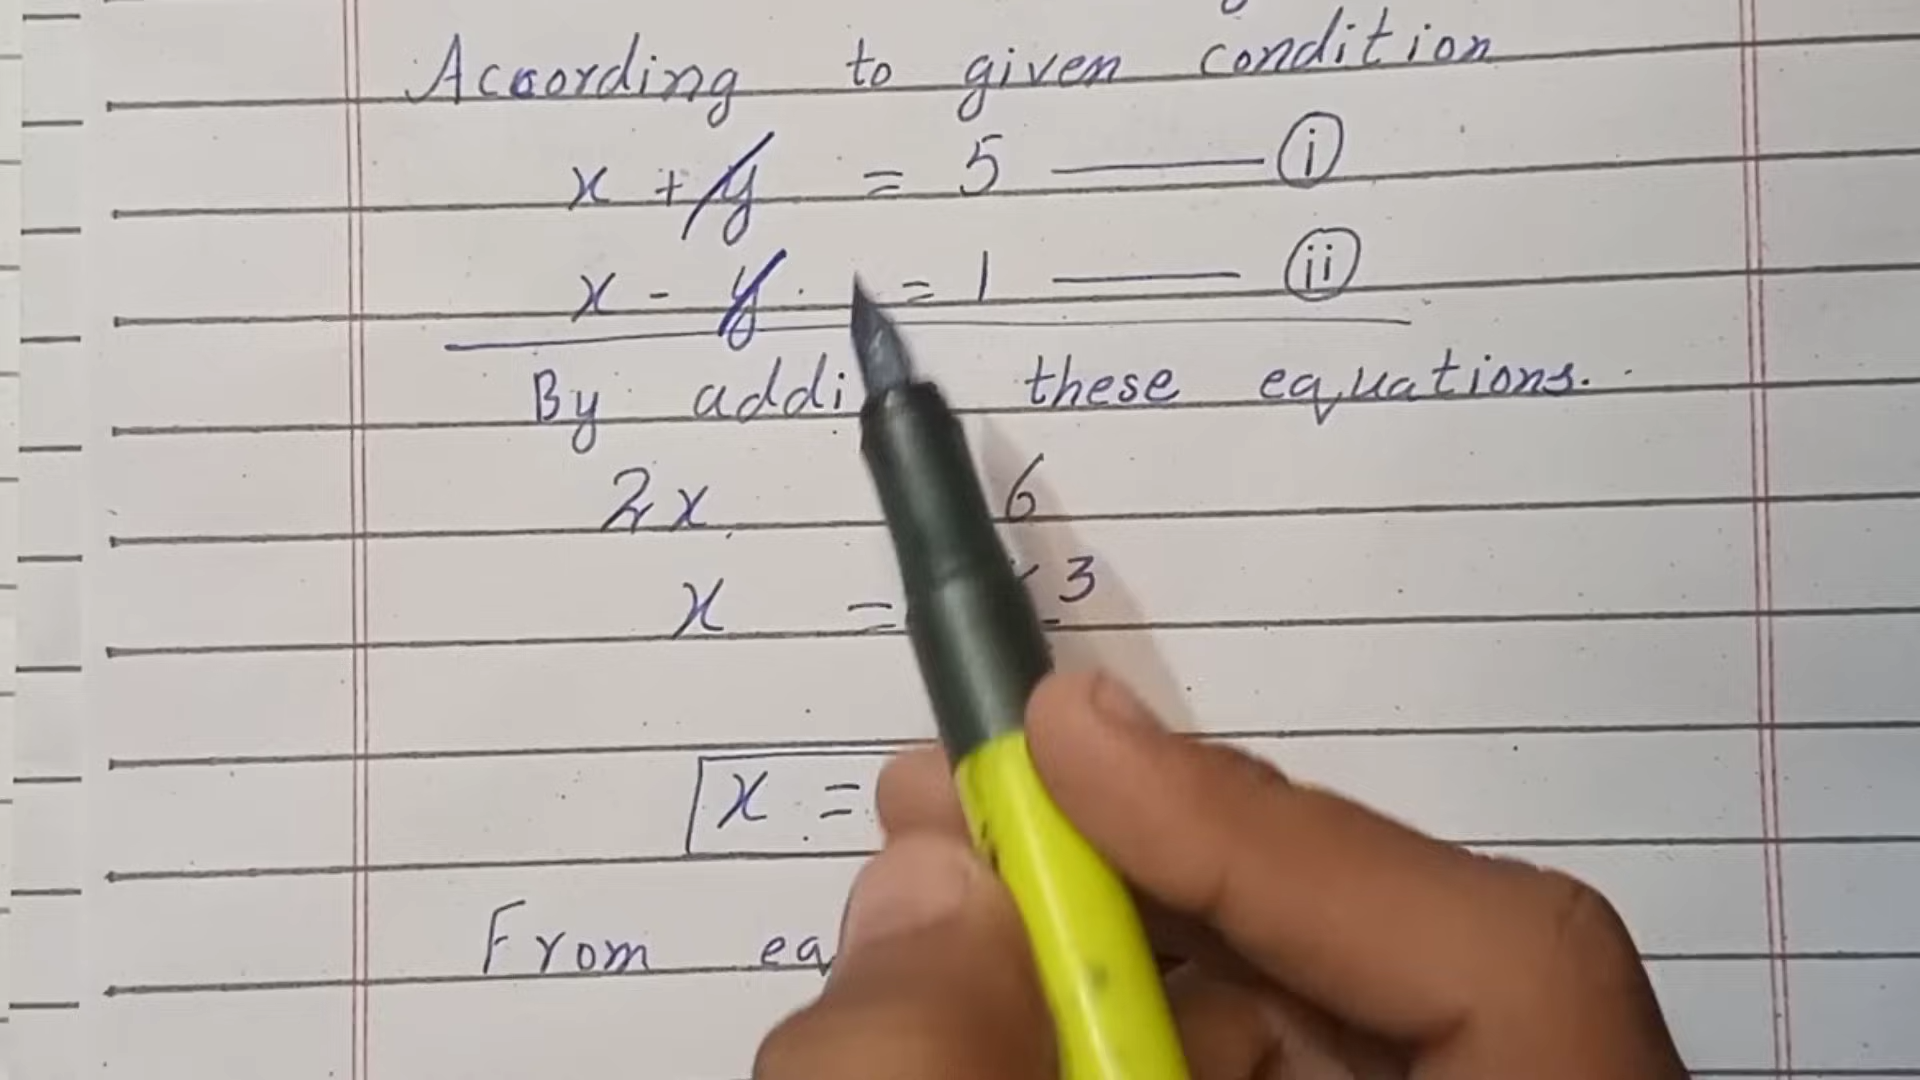 According to given condition
x + y = 5 ——— (i)
x - y = 1 ——— (ii)
By addi these equations.
2x 6
x = 3
x =
From eq